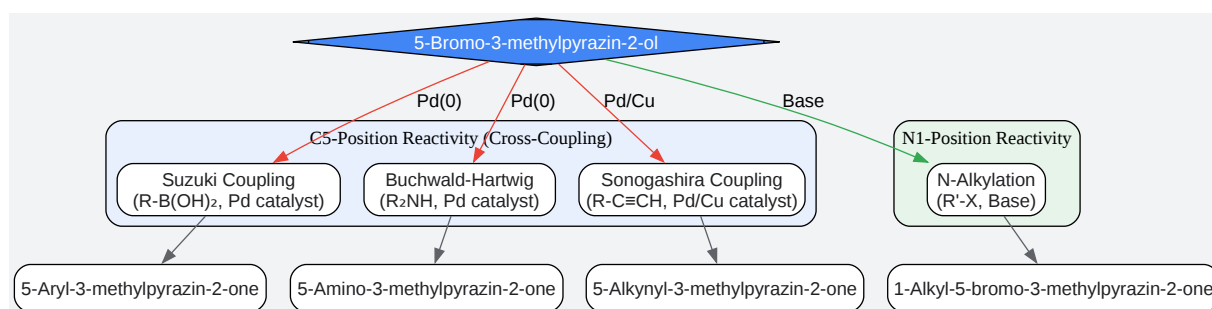 5-Bromo-3-methylpyrazin-2-ol
Pd(0)
Pd(0)
Pd/Cu
Base
C5-Position Reactivity (Cross-Coupling)
N1-Position Reactivity
Suzuki Coupling
(R-B(OH)₂, Pd catalyst)
Buchwald-Hartwig
(R₂NH, Pd catalyst)
Sonogashira Coupling
(R-C≡CH, Pd/Cu catalyst)
N-Alkylation
(R'-X, Base)
5-Aryl-3-methylpyrazin-2-one
5-Amino-3-methylpyrazin-2-one
5-Alkynyl-3-methylpyrazin-2-one
1-Alkyl-5-bromo-3-methylpyrazin-2-one